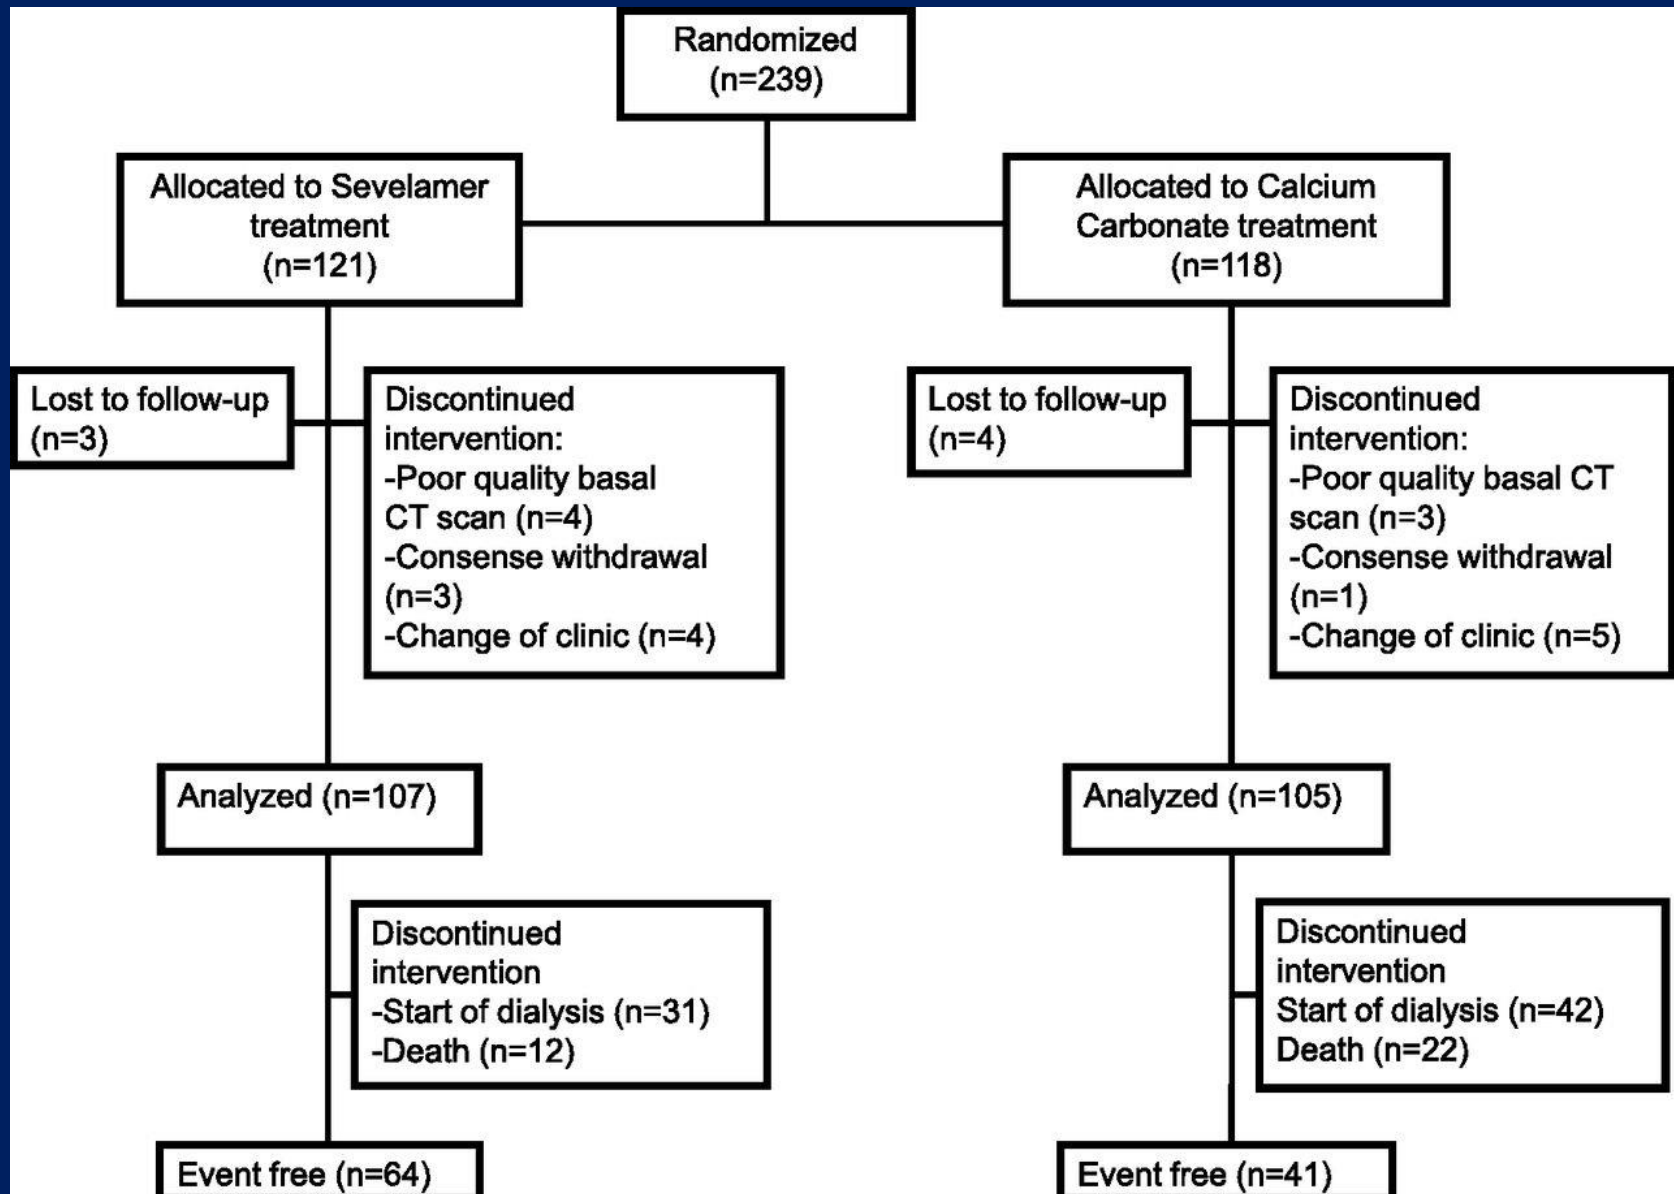 Randomized
(n=239)
Allocated to Sevelamer
treatment
(n=121)
Allocated to Calcium
Carbonate treatment
(n=118)
Lost to follow-up
(n=3)
Discontinued
intervention:
-Poor quality basal
CT scan (n=4)
-Consense withdrawal
(n=3)
-Change of clinic (n=4)
Lost to follow-up
(n=4)
Discontinued
intervention:
-Poor quality basal CT
scan (n=3)
-Consense withdrawal
(n=1)
-Change of clinic (n=5)
Analyzed (n=107)
Analyzed (n=105)
Discontinued
intervention
-Start of dialysis (n=31)
-Death (n=12)
Discontinued
intervention
Start of dialysis (n=42)
Death (n=22)
Event free (n=64)
Event free (n=41)